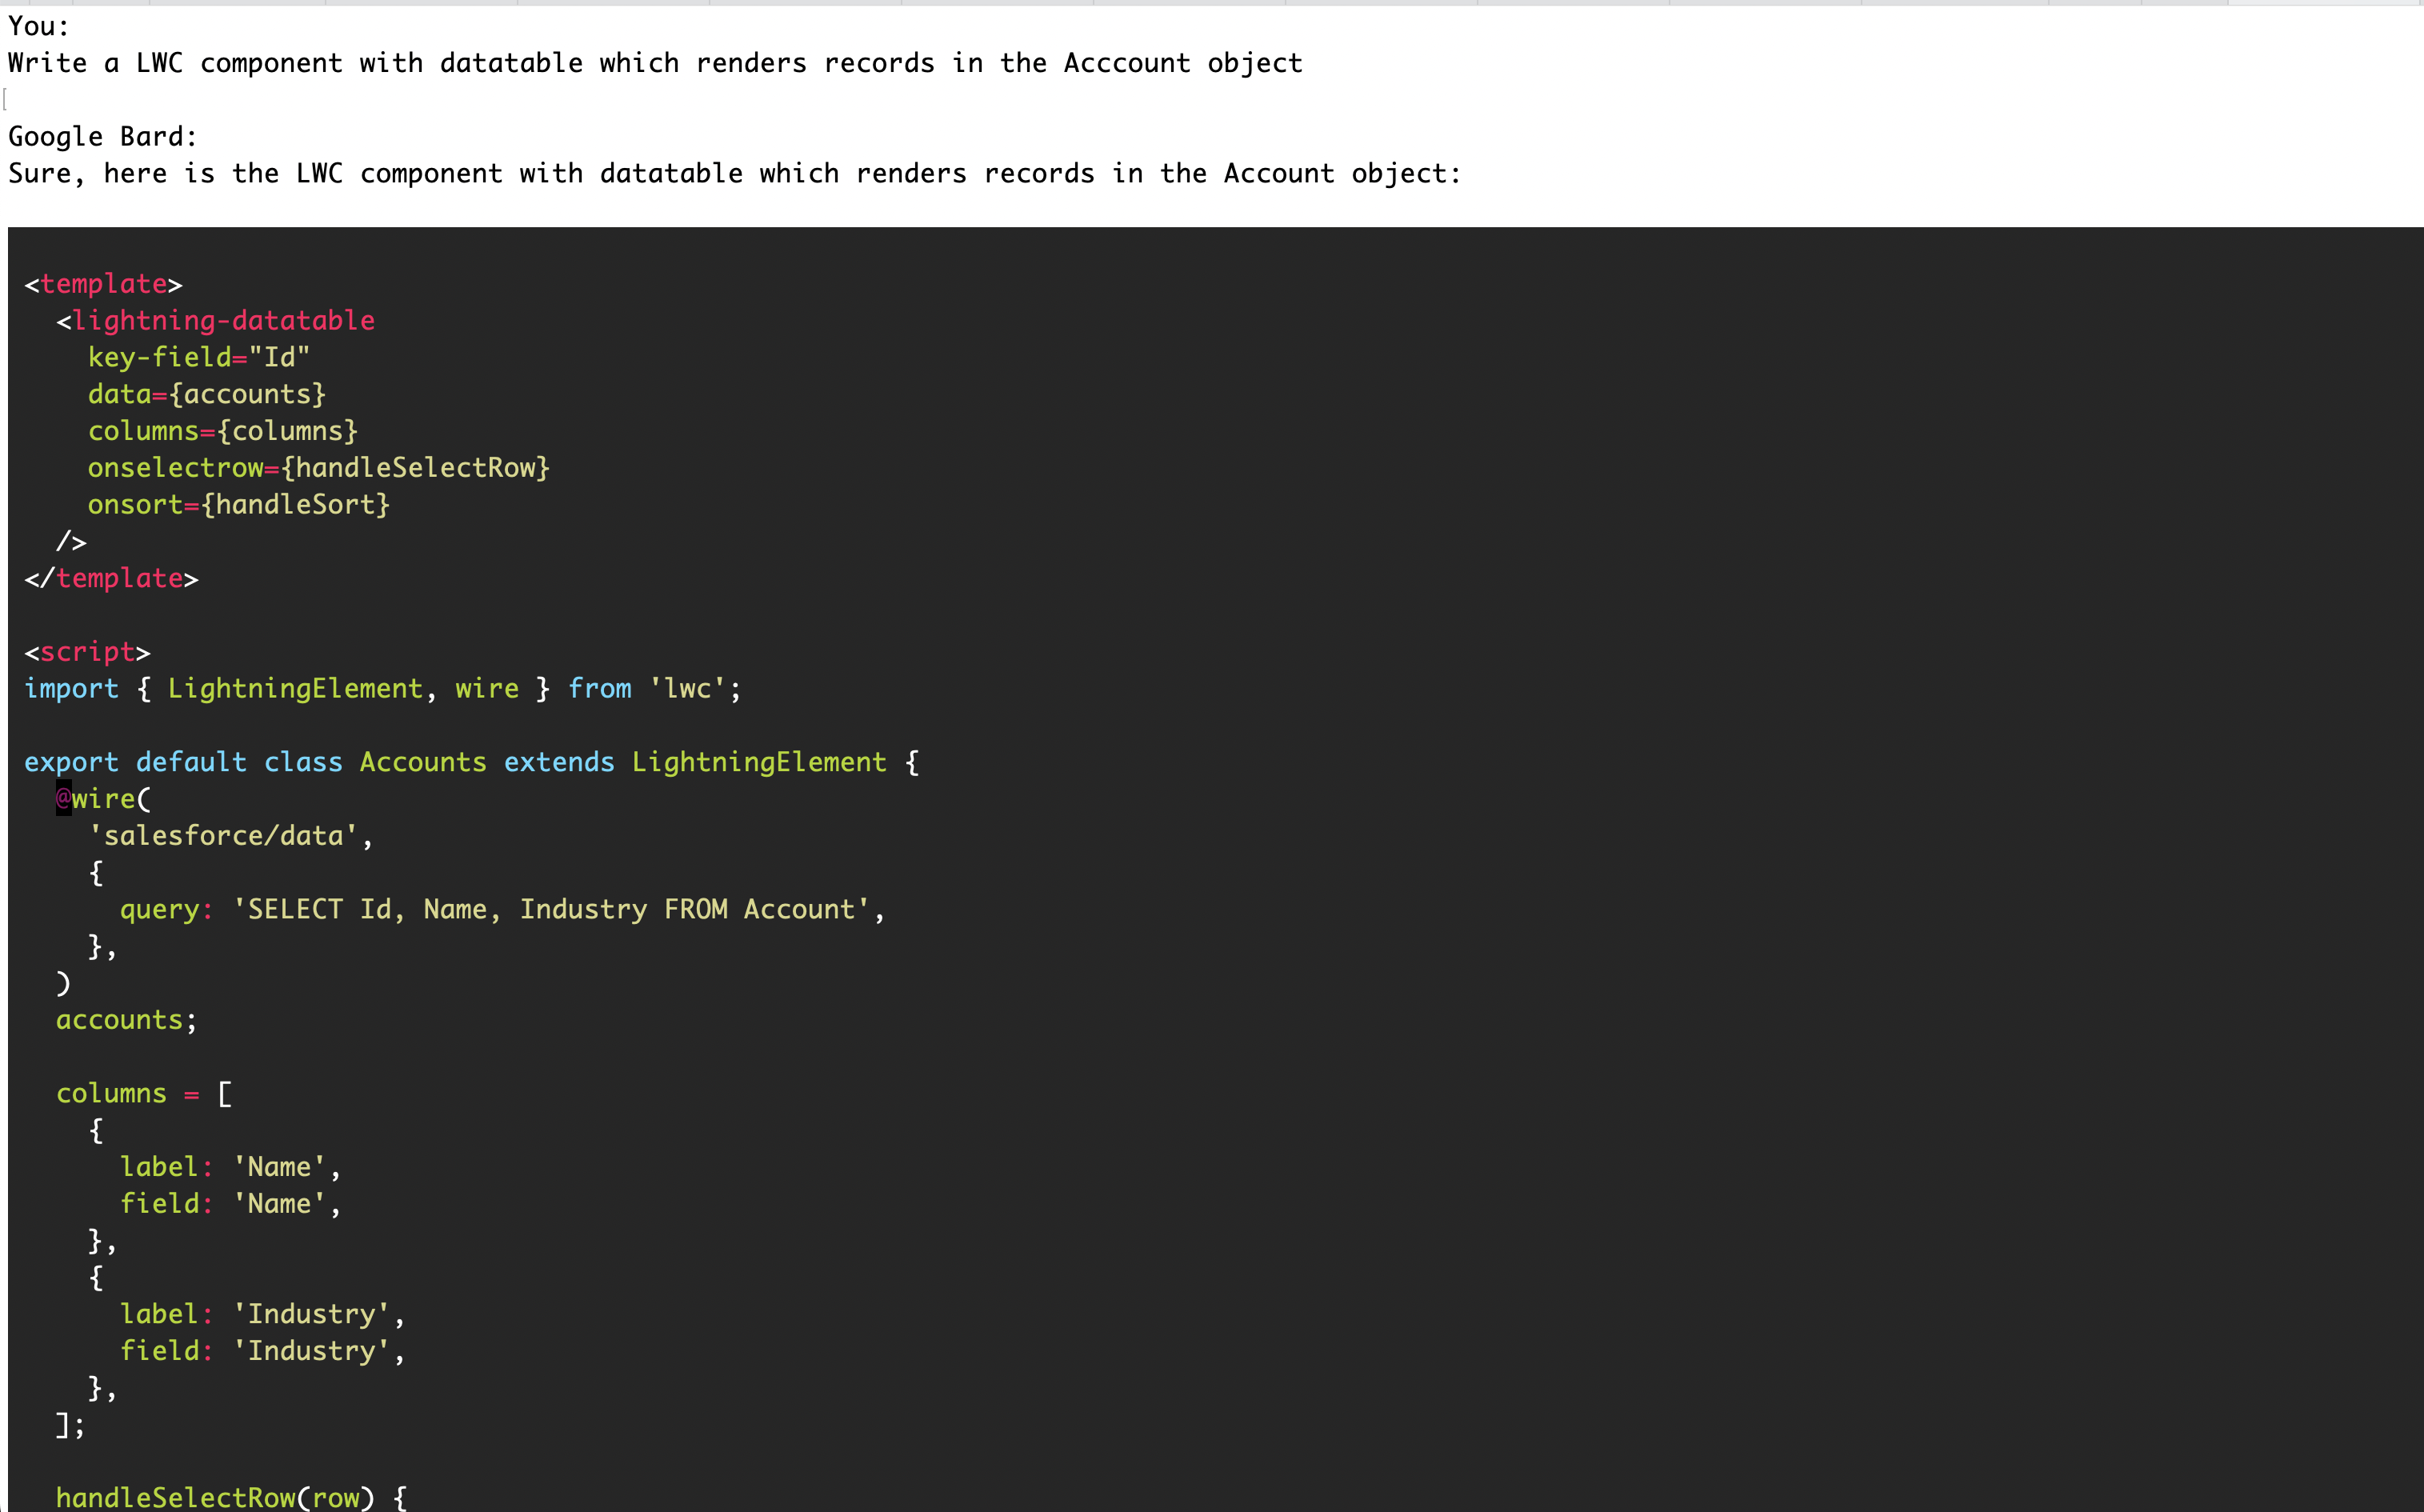 You:
Write a LWC component with datatable which renders records in the Acccount object
[
Google Bard:
Sure, here is the LWC component with datatable which renders records in the Account object:
<template>
  <lightning-datatable
    key-field="Id"
    data={accounts}
    columns={columns}
    onselectrow={handleSelectRow}
    onsort={handleSort}
  />
</template>
<script>
import { LightningElement, wire } from 'lwc';
export default class Accounts extends LightningElement {
  @wire(
    'salesforce/data',
    {
      query: 'SELECT Id, Name, Industry FROM Account',
    },
  )
  accounts;
  columns = [
    {
      label: 'Name',
      field: 'Name',
    },
    {
      label: 'Industry',
      field: 'Industry',
    },
  ];
  handleSelectRow(row) {